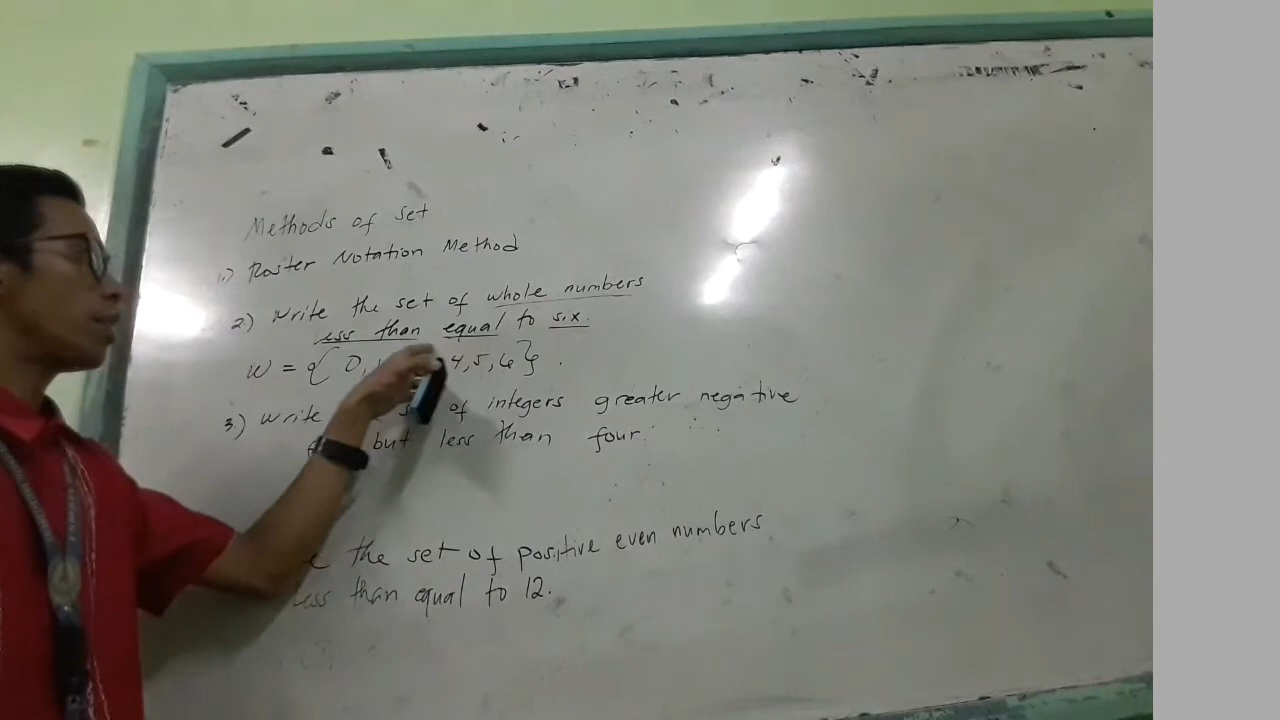 Methods of set
1.) Roster Notation Method
2) Write the set of whole numbers
less than equal to six.
W = { 0, 4, 5, 6 } .
3) Write of integers greater negative
but less than four.
the set of positive even numbers
less than equal to 12.